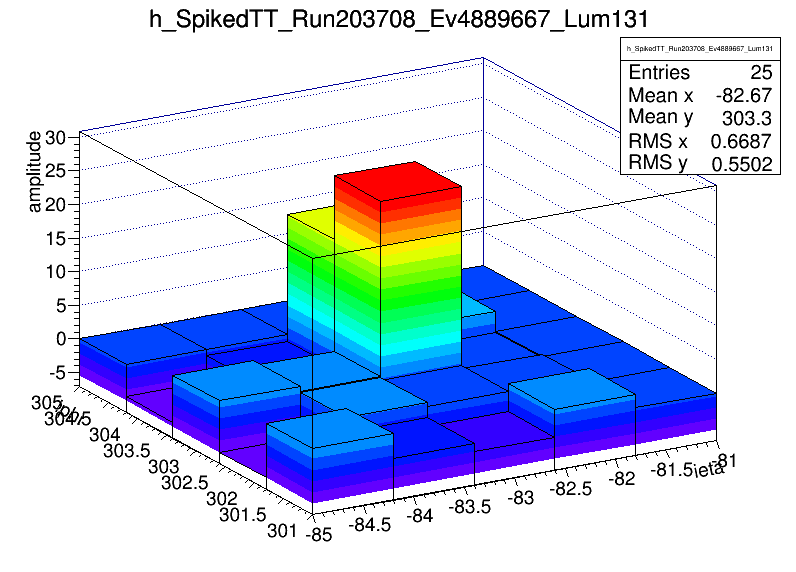 h_SpikedTT_Run203708_Ev4889667_Lum131
h_SpikedTT_Run203708_Ev4889667_Lum131
Entries 25
Mean x -82.67
Mean y 303.3
RMS x 0.6687
RMS y 0.5502
amplitude
30
25
20
15
10
5
0
-5
305
304.5
304
303.5
303
302.5
302
301.5
301
-85
-84.5
-84
-83.5
-83
-82.5
-82
-81.5
-81
ieta